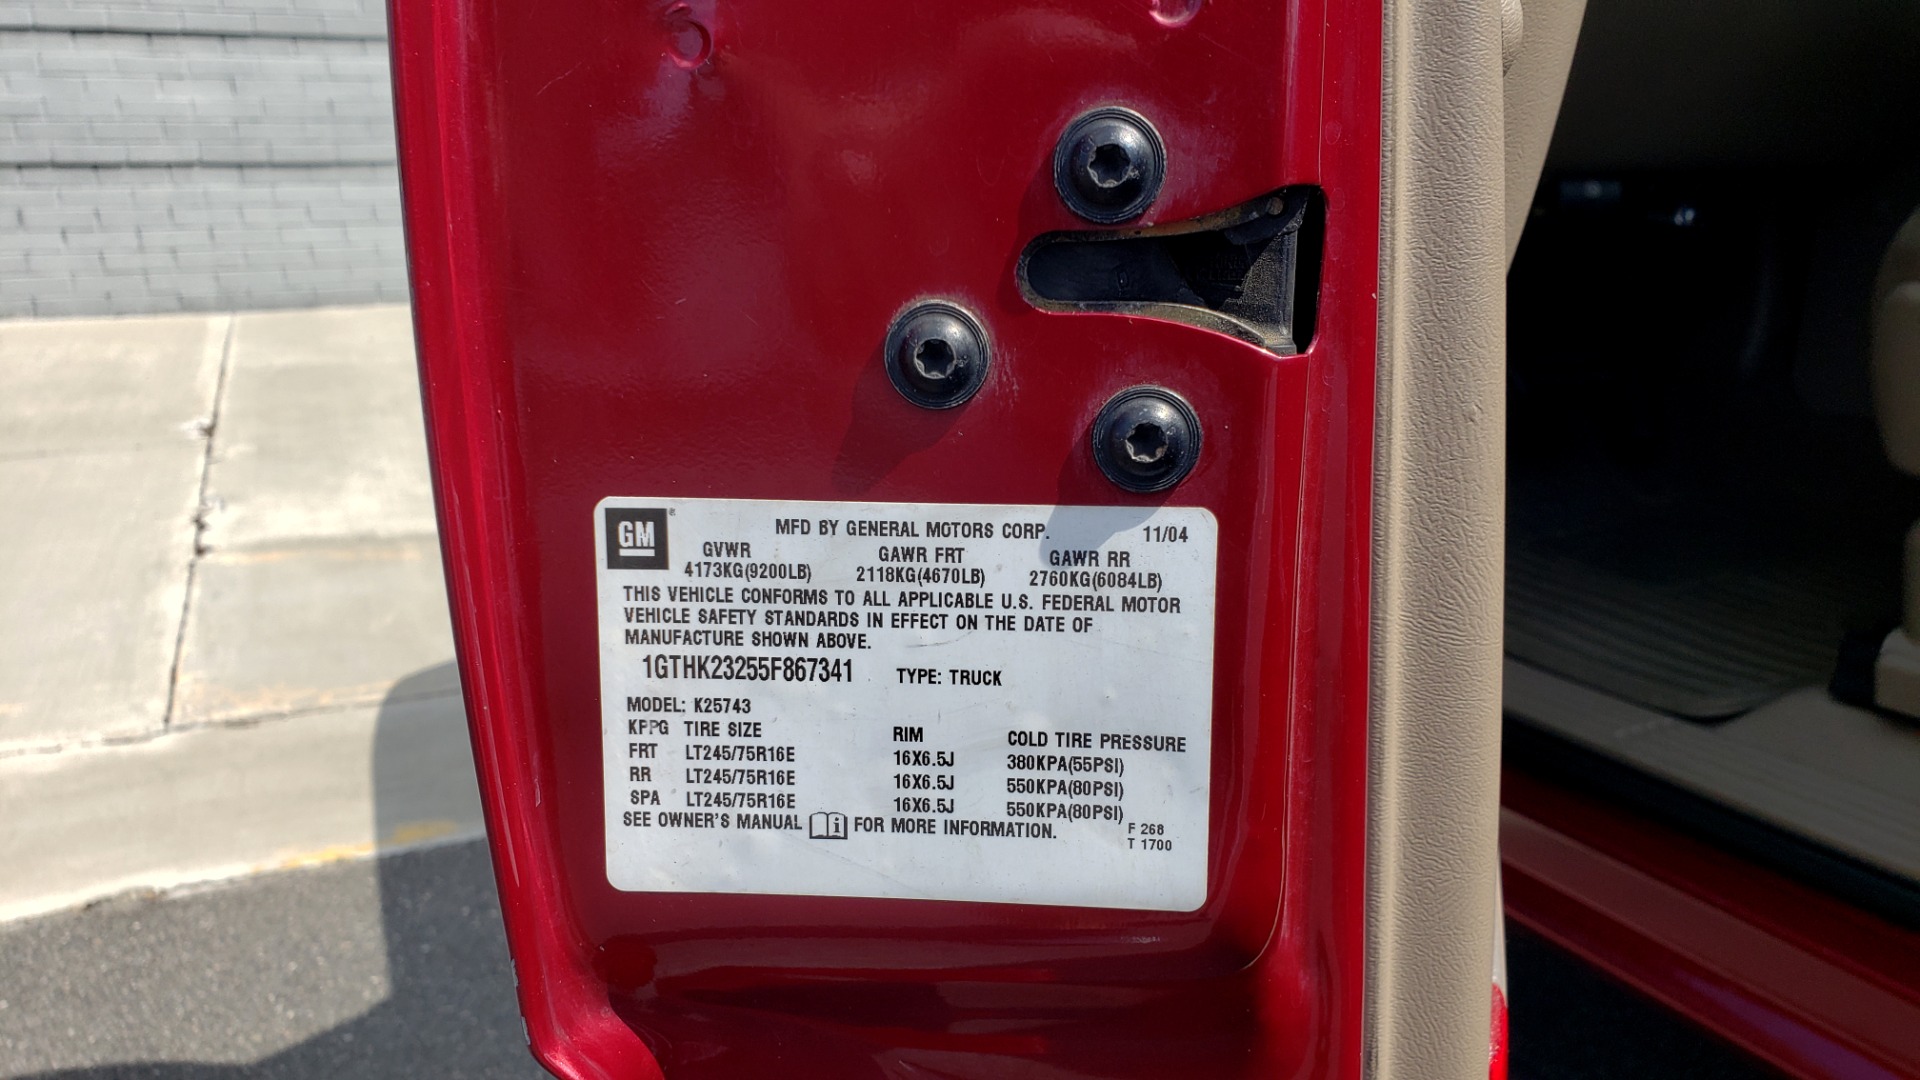 GM ® MFD BY GENERAL MOTORS CORP. 11/04
GVWR GAWR FRT GAWR RR
4173KG(9200LB) 2118KG(4670LB) 2760KG(6084LB)
THIS VEHICLE CONFORMS TO ALL APPLICABLE U.S. FEDERAL MOTOR
VEHICLE SAFETY STANDARDS IN EFFECT ON THE DATE OF
MANUFACTURE SHOWN ABOVE.
1GTHK23255F867341 TYPE: TRUCK
MODEL: K25743
KPPG TIRE SIZE RIM COLD TIRE PRESSURE
FRT LT245/75R16E 16X6.5J 380KPA(55PSI)
RR LT245/75R16E 16X6.5J 550KPA(80PSI)
SPA LT245/75R16E 16X6.5J 550KPA(80PSI)
SEE OWNER'S MANUAL i FOR MORE INFORMATION. F 268
T 1700